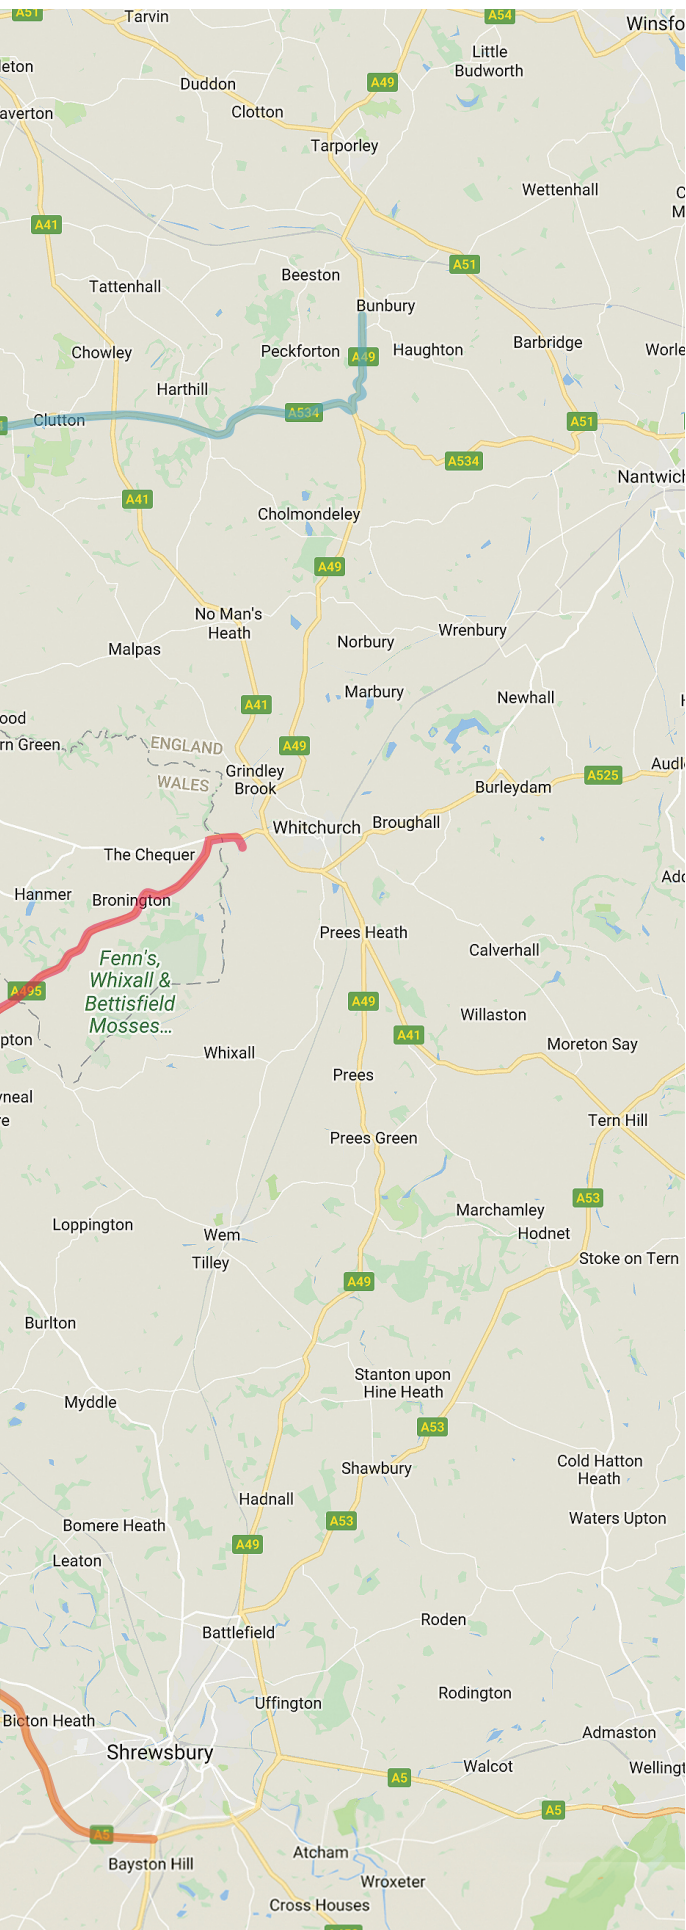 A51
Tarvin
A54
Winsfo
Little
Budworth
leton
Duddon
A49
Clotton
averton
Tarporley
Wettenhall
C
M
A41
A51
Beeston
Tattenhall
Bunbury
Barbridge
Chowley
Peckforton
A49
Haughton
Worle
Harthill
A534
Clutton
A51
A534
Nantwich
A41
Cholmondeley
A49
No Man's
Heath
Norbury
Wrenbury
Malpas
Marbury
Newhall
A41
ood
rn Green
ENGLAND
A49
WALES
Grindley
Brook
Audle
A525
Burleydam
Whitchurch
Broughall
The Chequer
Hanmer
Bronington
Add
Prees Heath
Fenn's,
Whixall &
Bettisfield
Mosses...
Calverhall
A495
A49
Willaston
A41
pton
Whixall
Moreton Say
Prees
yneal
re
Tern Hill
Prees Green
A53
Loppington
Marchamley
Wem
Hodnet
Tilley
Stoke on Tern
A49
Burlton
Stanton upon
Hine Heath
Myddle
A53
Cold Hatton
Heath
Shawbury
Hadnall
Waters Upton
Bomere Heath
A53
A49
Leaton
Roden
Battlefield
Rodington
Uffington
Bicton Heath
Admaston
Shrewsbury
Walcot
Wellingt
A5
A5
A5
Atcham
Bayston Hill
Wroxeter
Cross Houses